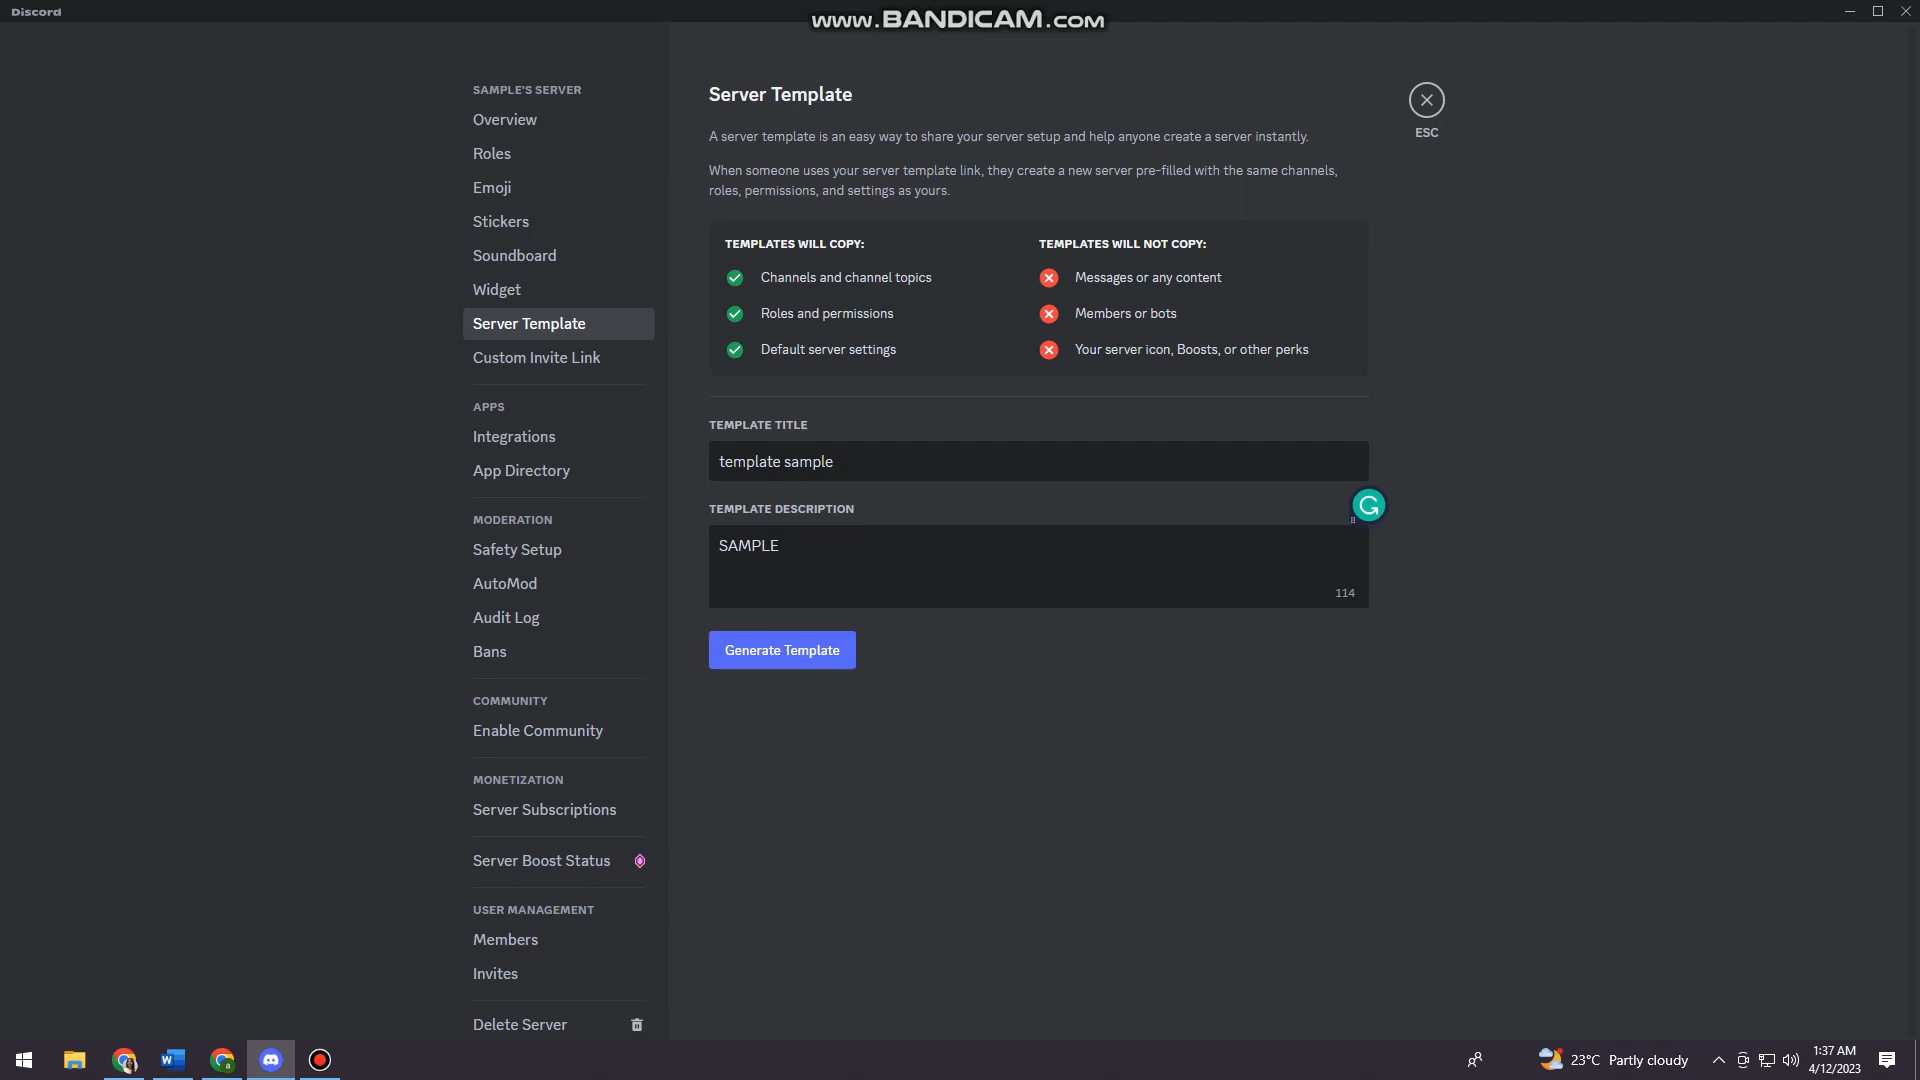 Discord
www.BANDICAM.com
SAMPLE'S SERVER
Overview
Roles
Emoji
Stickers
Soundboard
Widget
Server Template
Custom Invite Link
APPS
Integrations
App Directory
MODERATION
Safety Setup
AutoMod
Audit Log
Bans
COMMUNITY
Enable Community
MONETIZATION
Server Subscriptions
Server Boost Status
USER MANAGEMENT
Members
Invites
Delete Server
Server Template
A server template is an easy way to share your server setup and help anyone create a server instantly.
When someone uses your server template link, they create a new server pre-filled with the same channels,
roles, permissions, and settings as yours.
TEMPLATES WILL COPY:
Channels and channel topics
Roles and permissions
Default server settings
TEMPLATES WILL NOT COPY:
Messages or any content
Members or bots
Your server icon, Boosts, or other perks
TEMPLATE TITLE
template sample
TEMPLATE DESCRIPTION
SAMPLE
114
Generate Template
ESC
23°C Partly cloudy
1:37 AM
4/12/2023